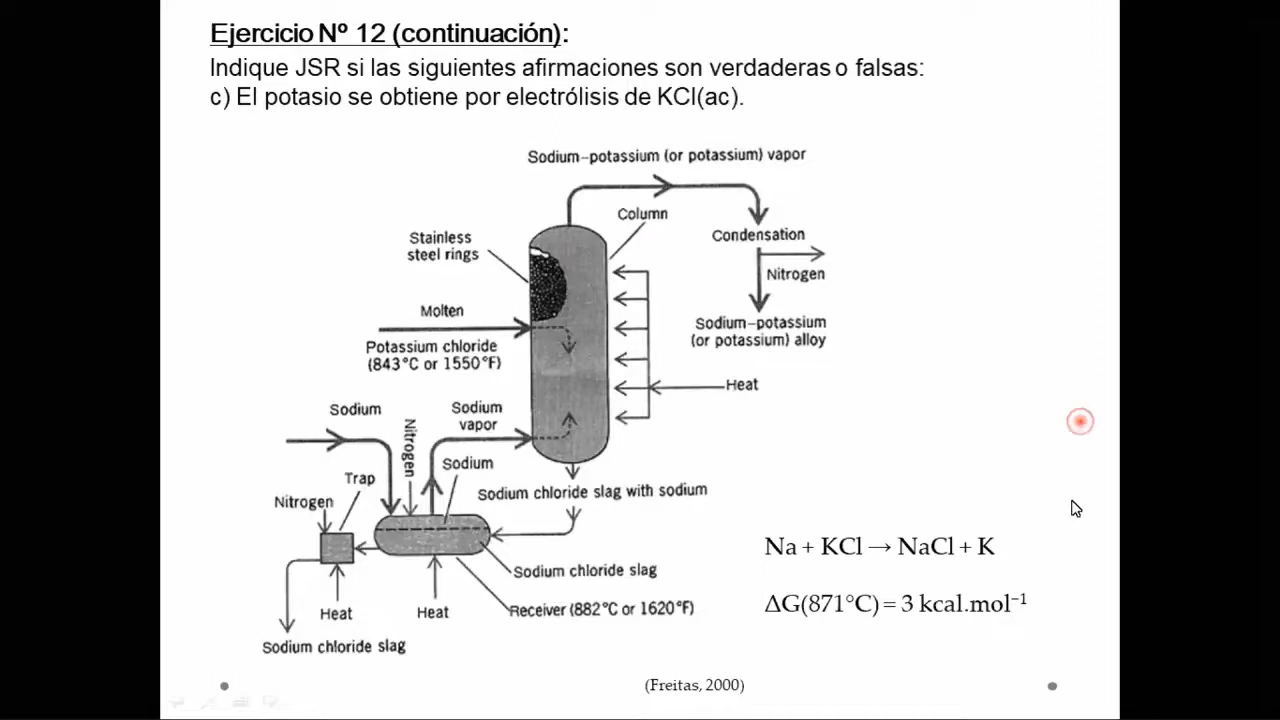 Ejercicio Nº 12 (continuación):
Indique JSR si las siguientes afirmaciones son verdaderas o falsas:
c) El potasio se obtiene por electrólisis de KCl(ac).
Sodium–potassium (or potassium) vapor
Column
Stainless
steel rings
Condensation
Nitrogen
Molten
Potassium chloride
(843°C or 1550°F)
Sodium–potassium
(or potassium) alloy
Heat
Sodium
Sodium
vapor
Nitrogen
Sodium
Trap
Nitrogen
Sodium chloride slag with sodium
Na + KCl → NaCl + K
Sodium chloride slag
ΔG(871°C) = 3 kcal.mol⁻¹
Heat
Heat
Receiver (882°C or 1620°F)
Sodium chloride slag
(Freitas, 2000)